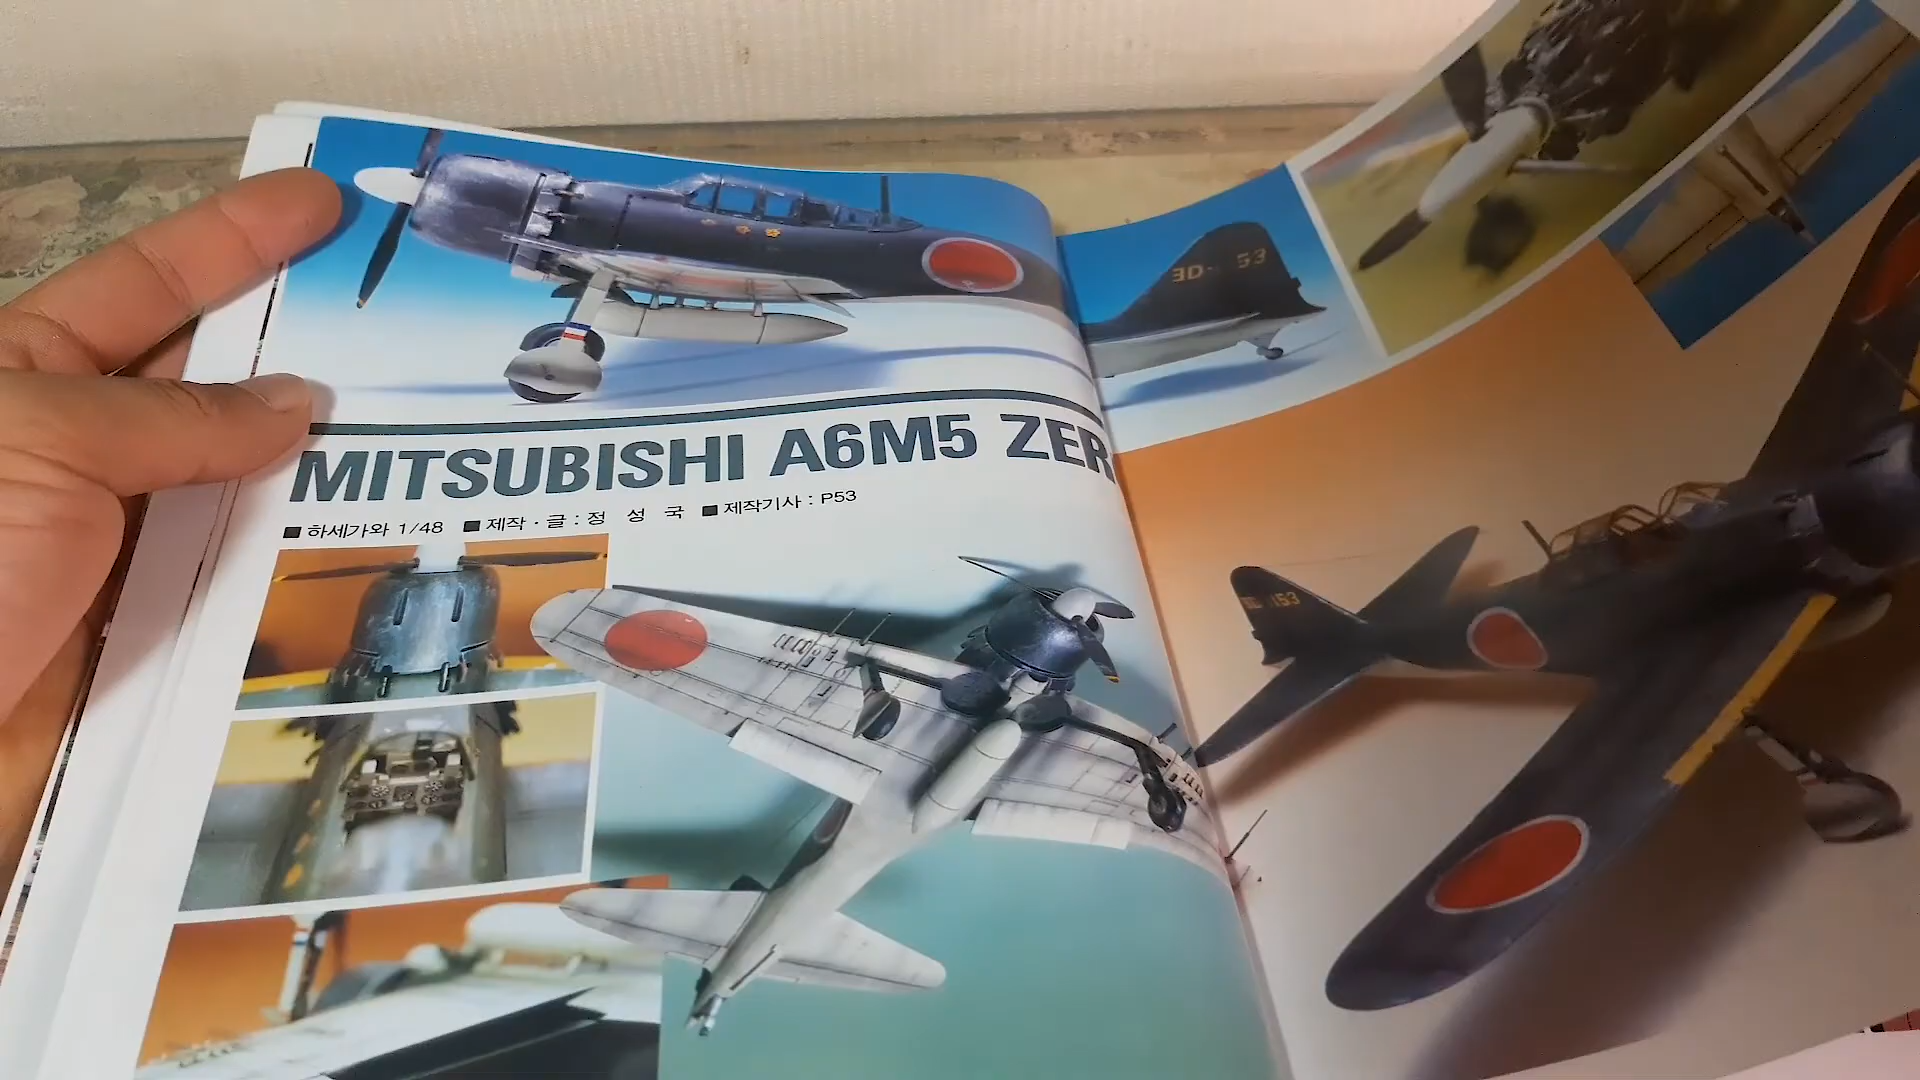 3D- 53
MITSUBISHI A6M5 ZER
■ 하세가와 1/48 ■ 제작·글 : 정 성 국 ■ 제작기사 : P53
153